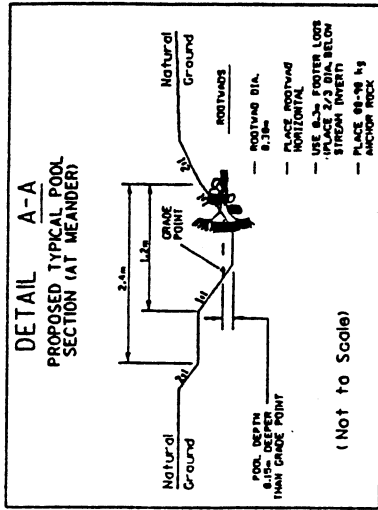 DETAIL A-A
PROPOSED TYPICAL POOL
SECTION (AT MEANDER)
Natural
Ground
2.4m
1.2m
GRADE
POINT
Natural
Ground
2:1
1:1
2:1
POOL DEPTH
0.15m DEEPER
THAN GRADE POINT
(Not to Scale)
ROOTWADS
— ROOTWAD DIA.
0.30m
— PLACE ROOTWAD
HORIZONTAL
— USE 0.3m FOOTER LOGS
(PLACE 2/3 DIA. BELOW
STREAM INVERT)
— PLACE 80-90 kg
ANCHOR ROCK